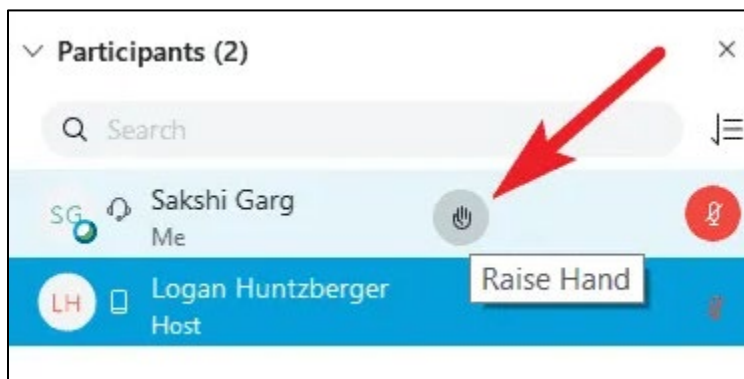 Participants (2)
Search
SG
Sakshi Garg
Me
Raise Hand
LH
Logan Huntzberger
Host